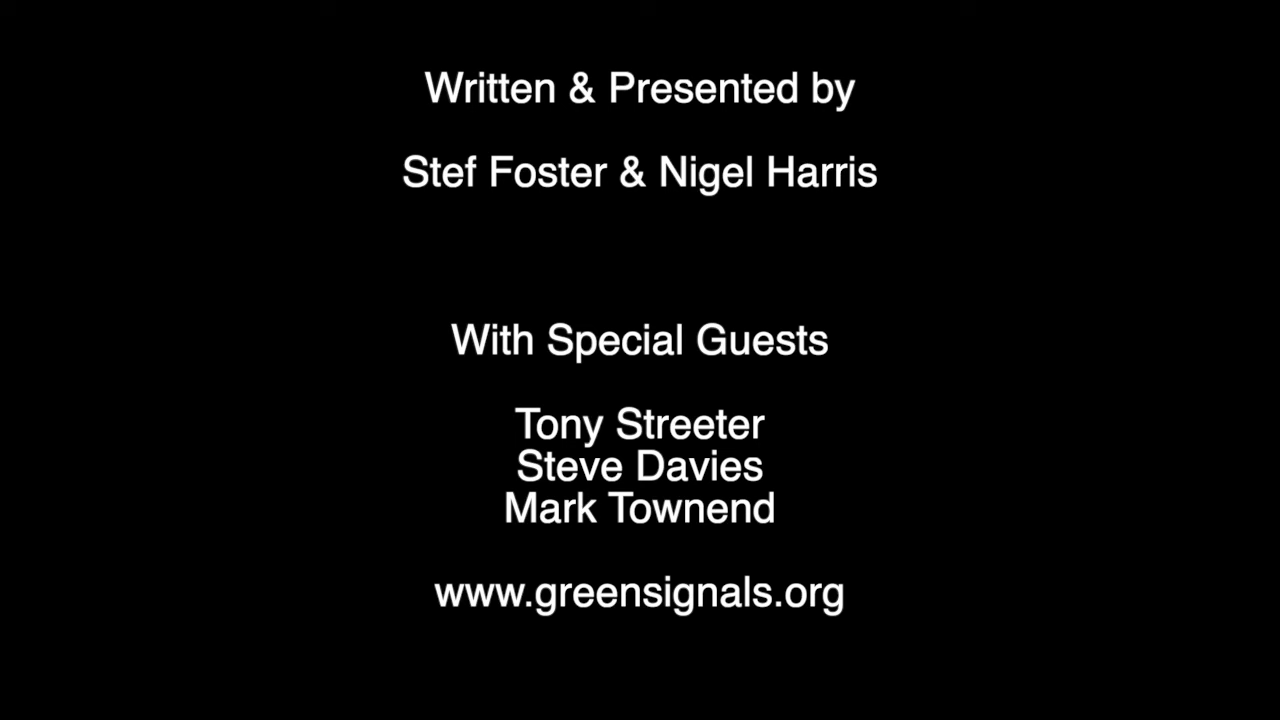 Written & Presented by
Stef Foster & Nigel Harris
With Special Guests
Tony Streeter
Steve Davies
Mark Townend
www.greensignals.org